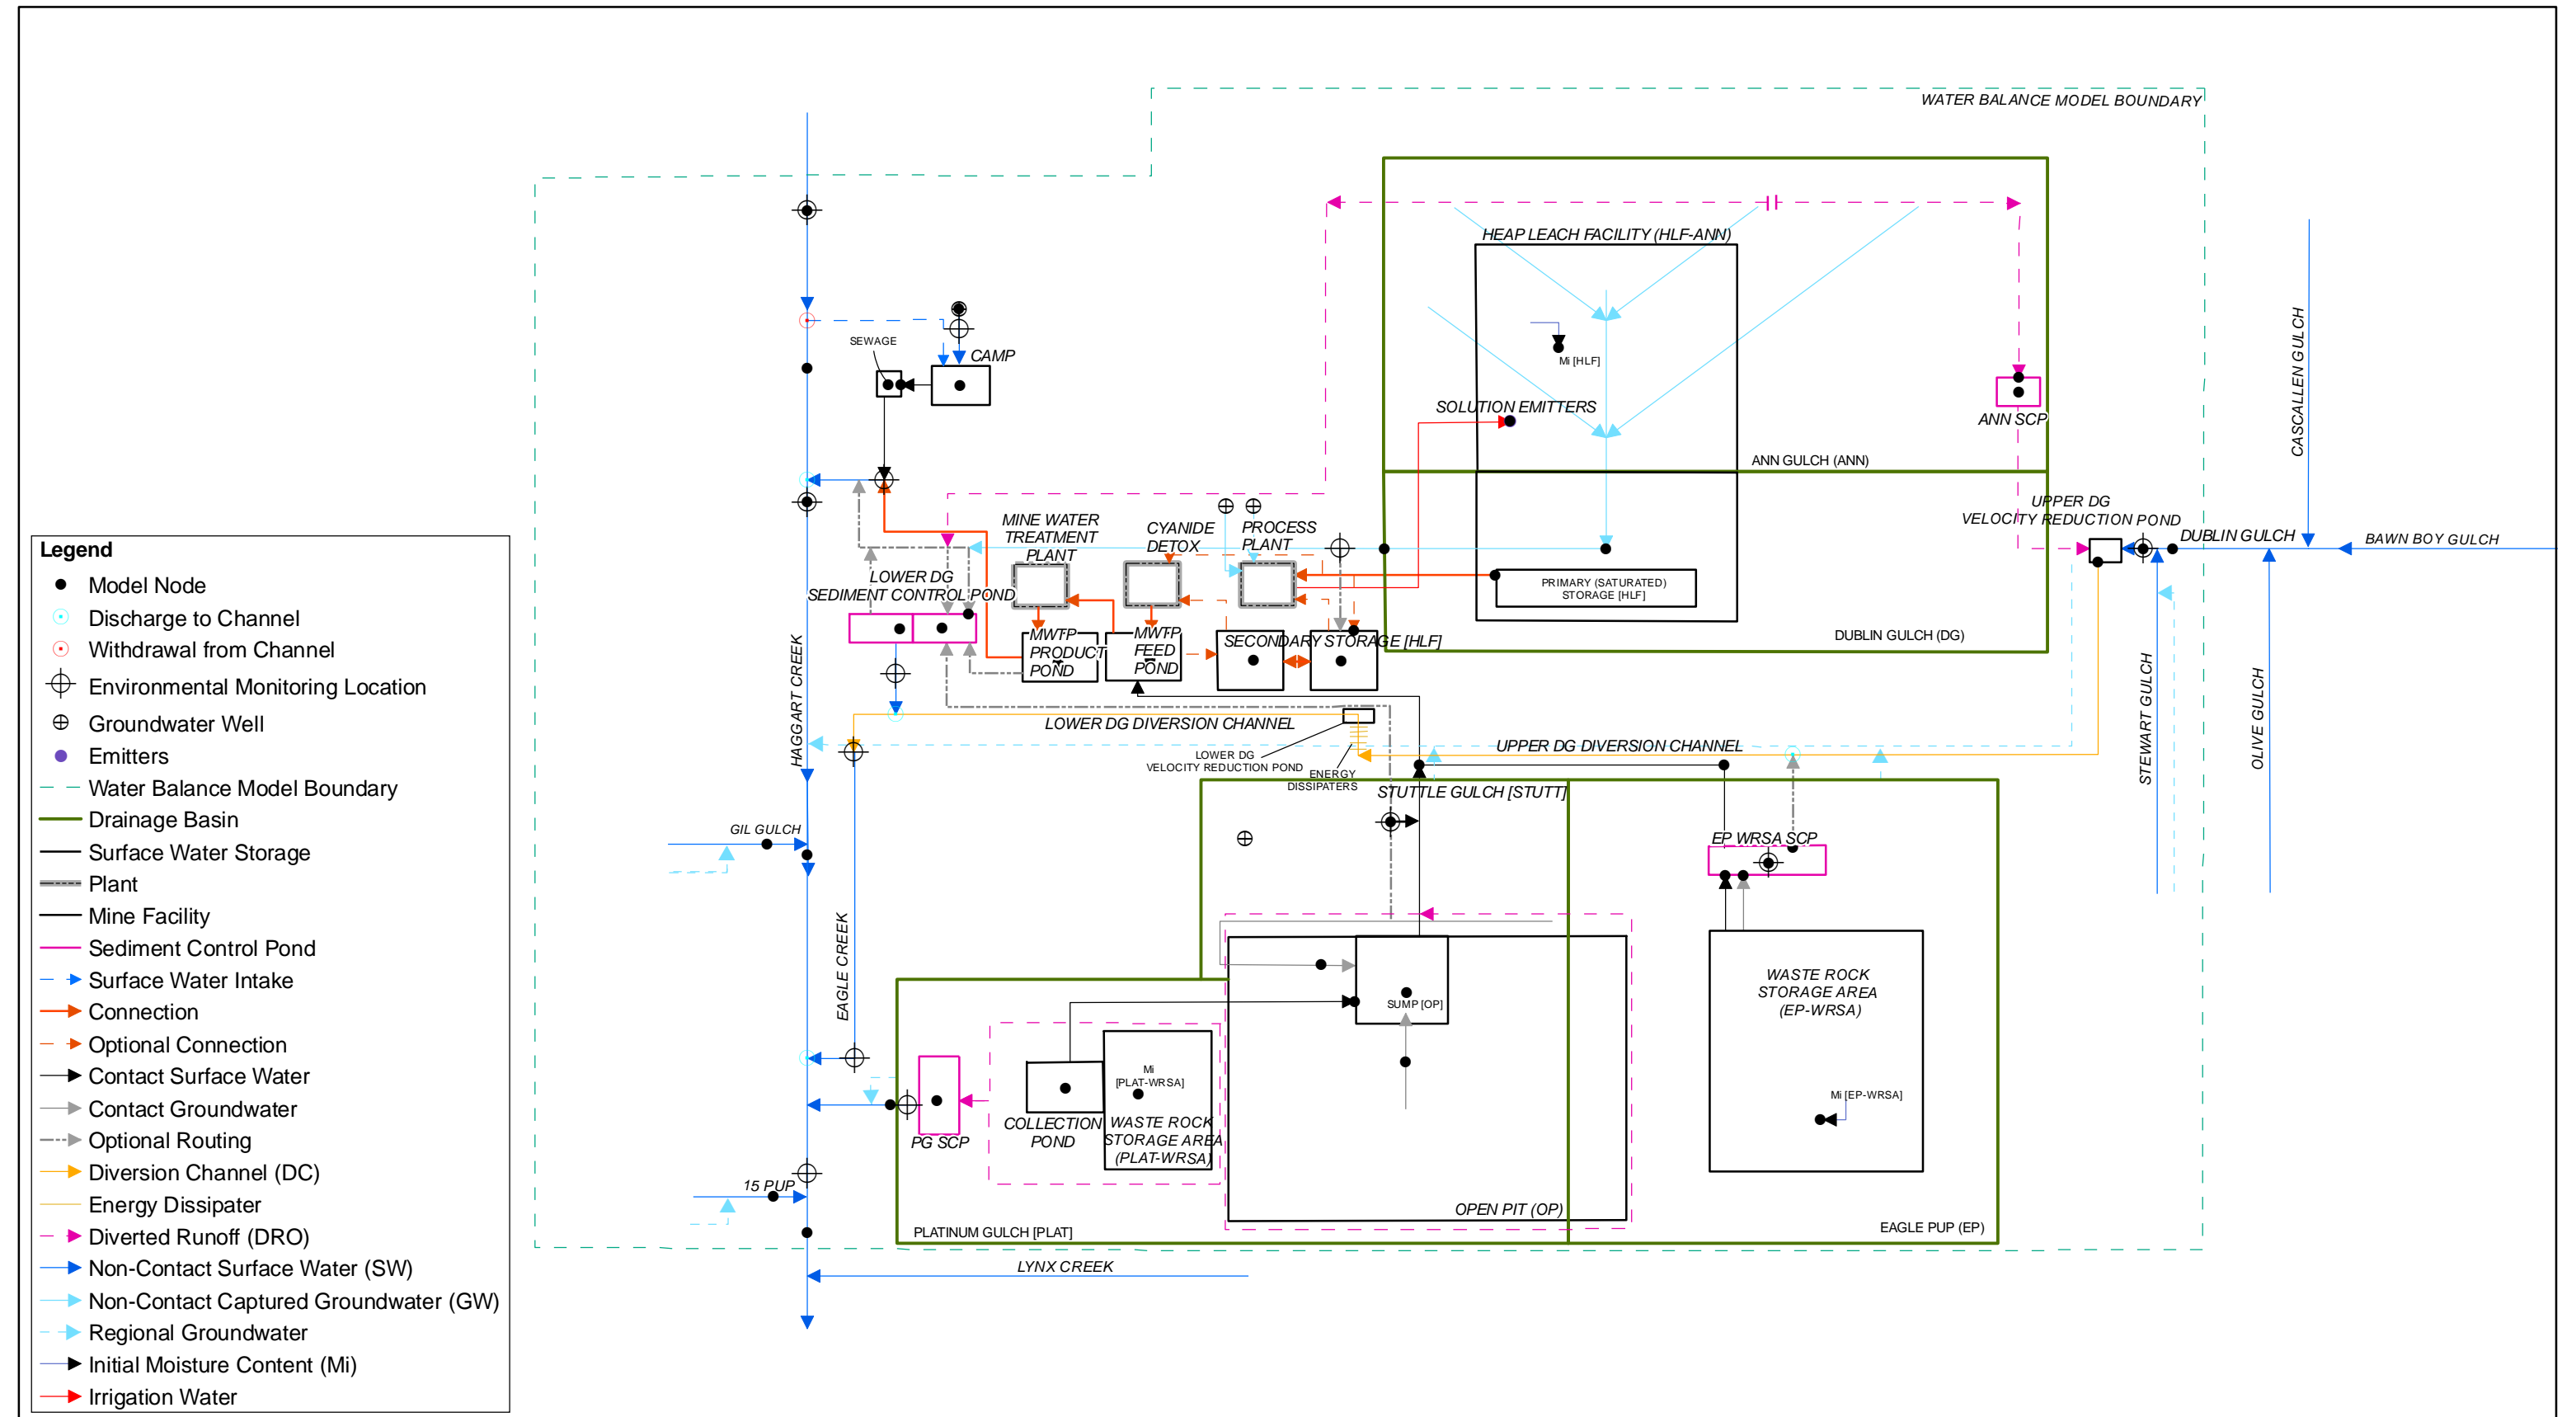 WATER BALANCE MODEL BOUNDARY
HEAP LEACH FACILITY (HLF-ANN)
Mi [HLF]
SOLUTION EMITTERS
ANN SCP
ANN GULCH (ANN)
PRIMARY (SATURATED)
STORAGE [HLF]
DUBLIN GULCH (DG)
SEWAGE
CAMP
CASCALLEN GULCH
UPPER DG
VELOCITY REDUCTION POND
DUBLIN GULCH
BAWN BOY GULCH
STEWART GULCH
OLIVE GULCH
MINE WATER
TREATMENT
PLANT
CYANIDE
DETOX
PROCESS
PLANT
LOWER DG
SEDIMENT CONTROL POND
MWTP
PRODUCT
POND
MWTP
FEED
POND
SECONDARY STORAGE [HLF]
HAGGART CREEK
LOWER DG DIVERSION CHANNEL
LOWER DG
VELOCITY REDUCTION POND
ENERGY
DISSIPATERS
UPPER DG DIVERSION CHANNEL
STUTTLE GULCH [STUTT]
EP WRSA SCP
GIL GULCH
EAGLE CREEK
WASTE ROCK
STORAGE AREA
(EP-WRSA)
Mi [EP-WRSA]
EAGLE PUP (EP)
SUMP [OP]
OPEN PIT (OP)
Mi
[PLAT-WRSA]
WASTE ROCK
STORAGE AREA
(PLAT-WRSA)
COLLECTION
POND
PG SCP
PLATINUM GULCH [PLAT]
15 PUP
LYNX CREEK
Legend
Model Node
Discharge to Channel
Withdrawal from Channel
Environmental Monitoring Location
Groundwater Well
Emitters
Water Balance Model Boundary
Drainage Basin
Surface Water Storage
Plant
Mine Facility
Sediment Control Pond
Surface Water Intake
Connection
Optional Connection
Contact Surface Water
Contact Groundwater
Optional Routing
Diversion Channel (DC)
Energy Dissipater
Diverted Runoff (DRO)
Non-Contact Surface Water (SW)
Non-Contact Captured Groundwater (GW)
Regional Groundwater
Initial Moisture Content (Mi)
Irrigation Water